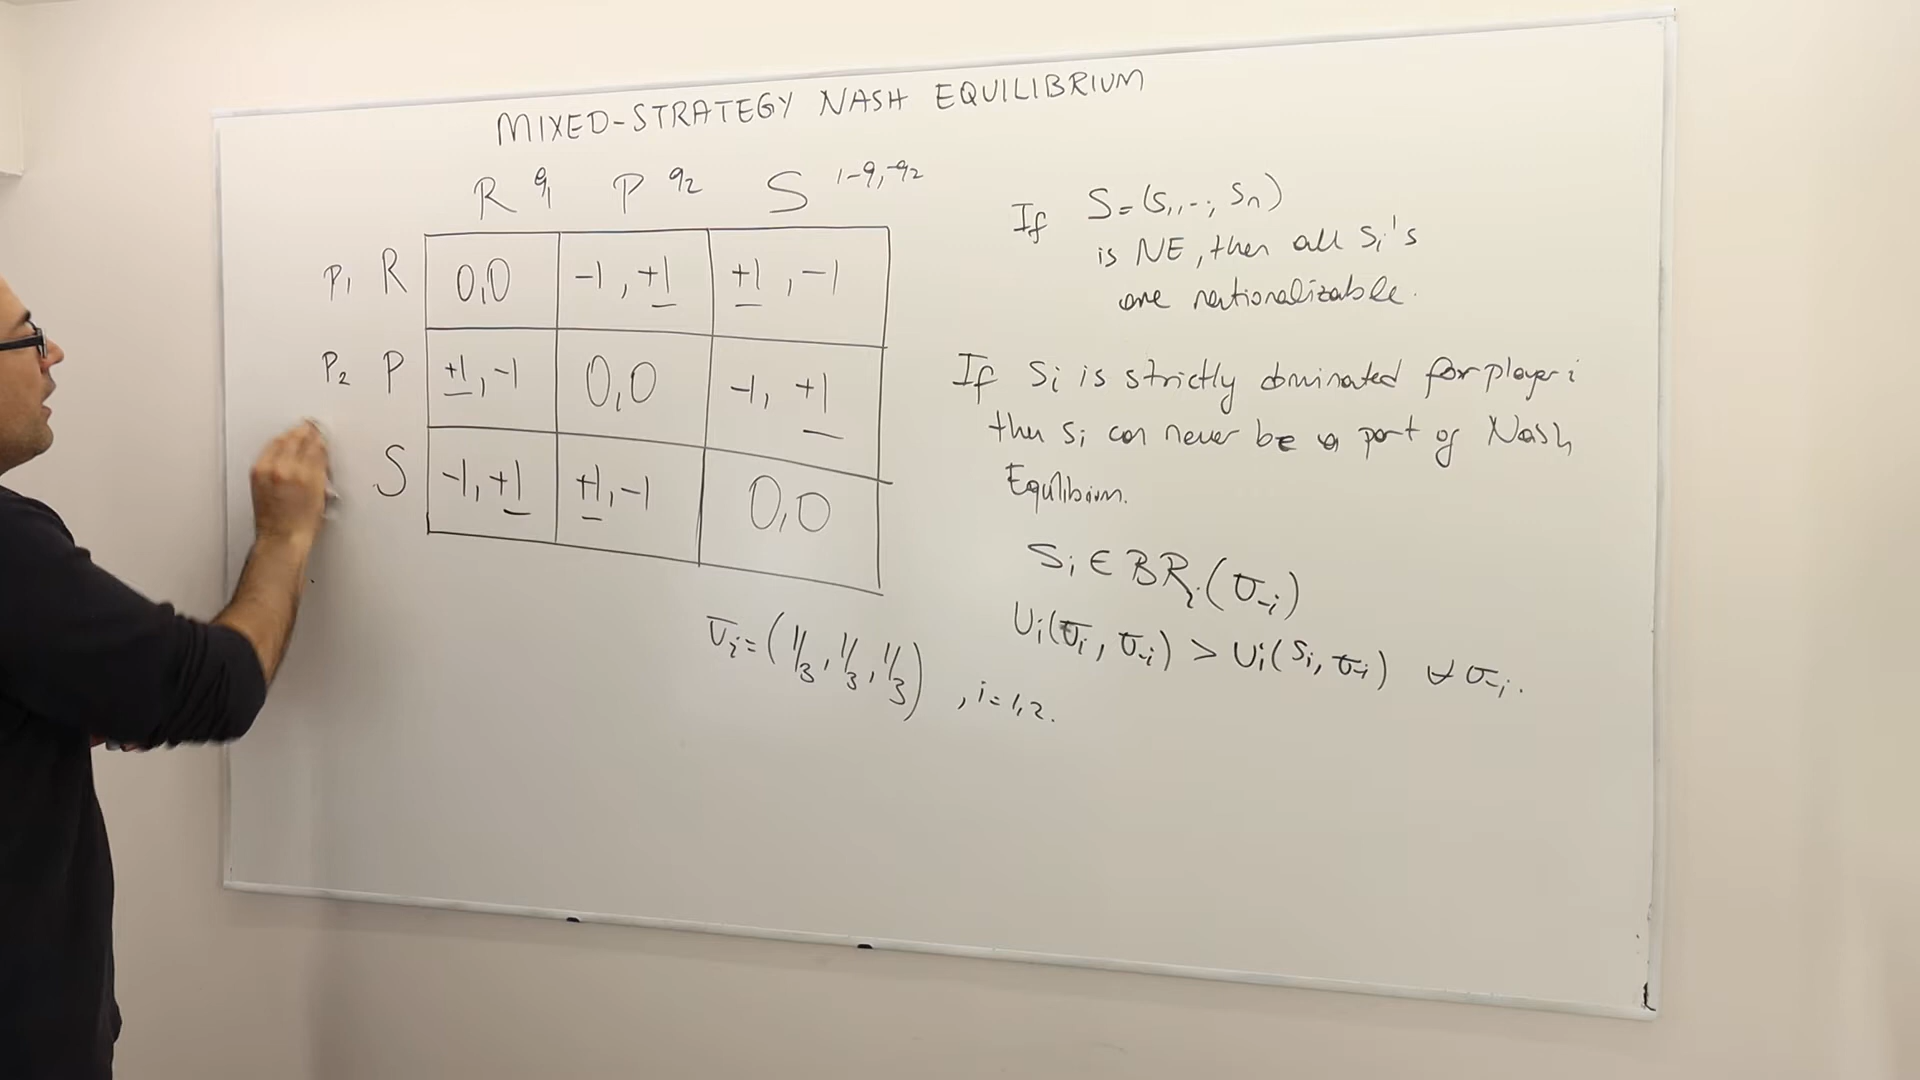 MIXED-STRATEGY NASH EQUILIBRIUM
R q1 P q2 S 1-q1-q2
p1 R 0,0 -1,+1 +1,-1
P2 P +1,-1 0,0 -1,+1
S -1,+1 +1,-1 0,0
σi=(1/3,1/3,1/3) ,i=1,2.
If S=(s1,..,sn)
is NE, then all si's
are rationalizable.
If Si is strictly dominated for player i
then si can never be a part of Nash
Equilibium.
Si∈BRi(σ-i)
Ui(σi,σ-i) > Ui(si,σ-i) ∀ σ-i.